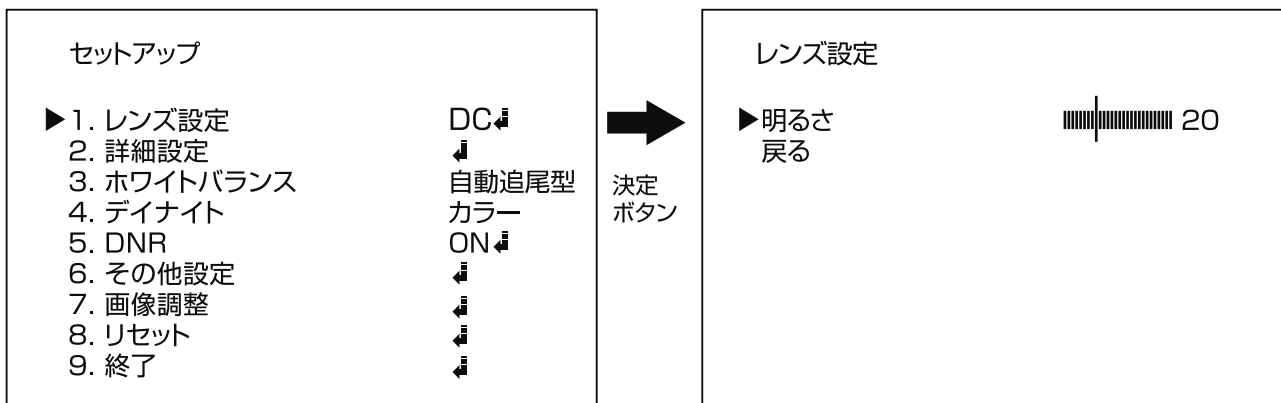 セットアップ
▶1. レンズ設定 DC↲
2. 詳細設定 ↲
3. ホワイトバランス 自動追尾型
4. デイナイト カラー
5. DNR ON↲
6. その他設定 ↲
7. 画像調整 ↲
8. リセット ↲
9. 終了 ↲
決定
ボタン
レンズ設定
▶明るさ 20
戻る